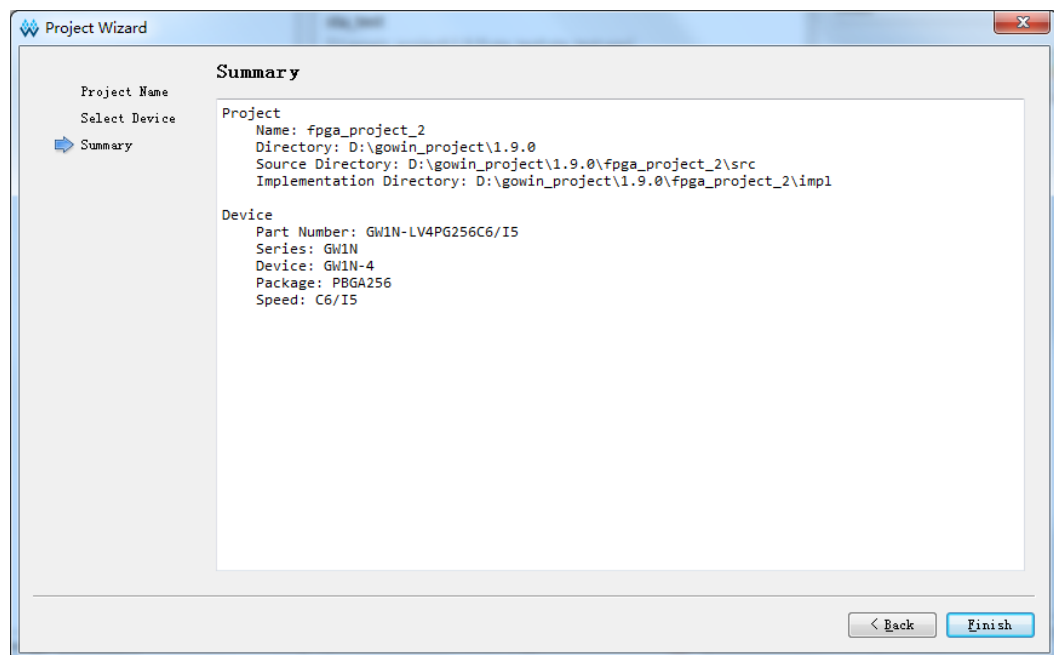 Project Wizard
Summary
Project Name
Select Device
Summary
Project
Name: fpga_project_2
Directory: D:\gowin_project\1.9.0
Source Directory: D:\gowin_project\1.9.0\fpga_project_2\src
Implementation Directory: D:\gowin_project\1.9.0\fpga_project_2\impl
Device
Part Number: GW1N-LV4PG256C6/I5
Series: GW1N
Device: GW1N-4
Package: PBGA256
Speed: C6/I5
< Back
Finish